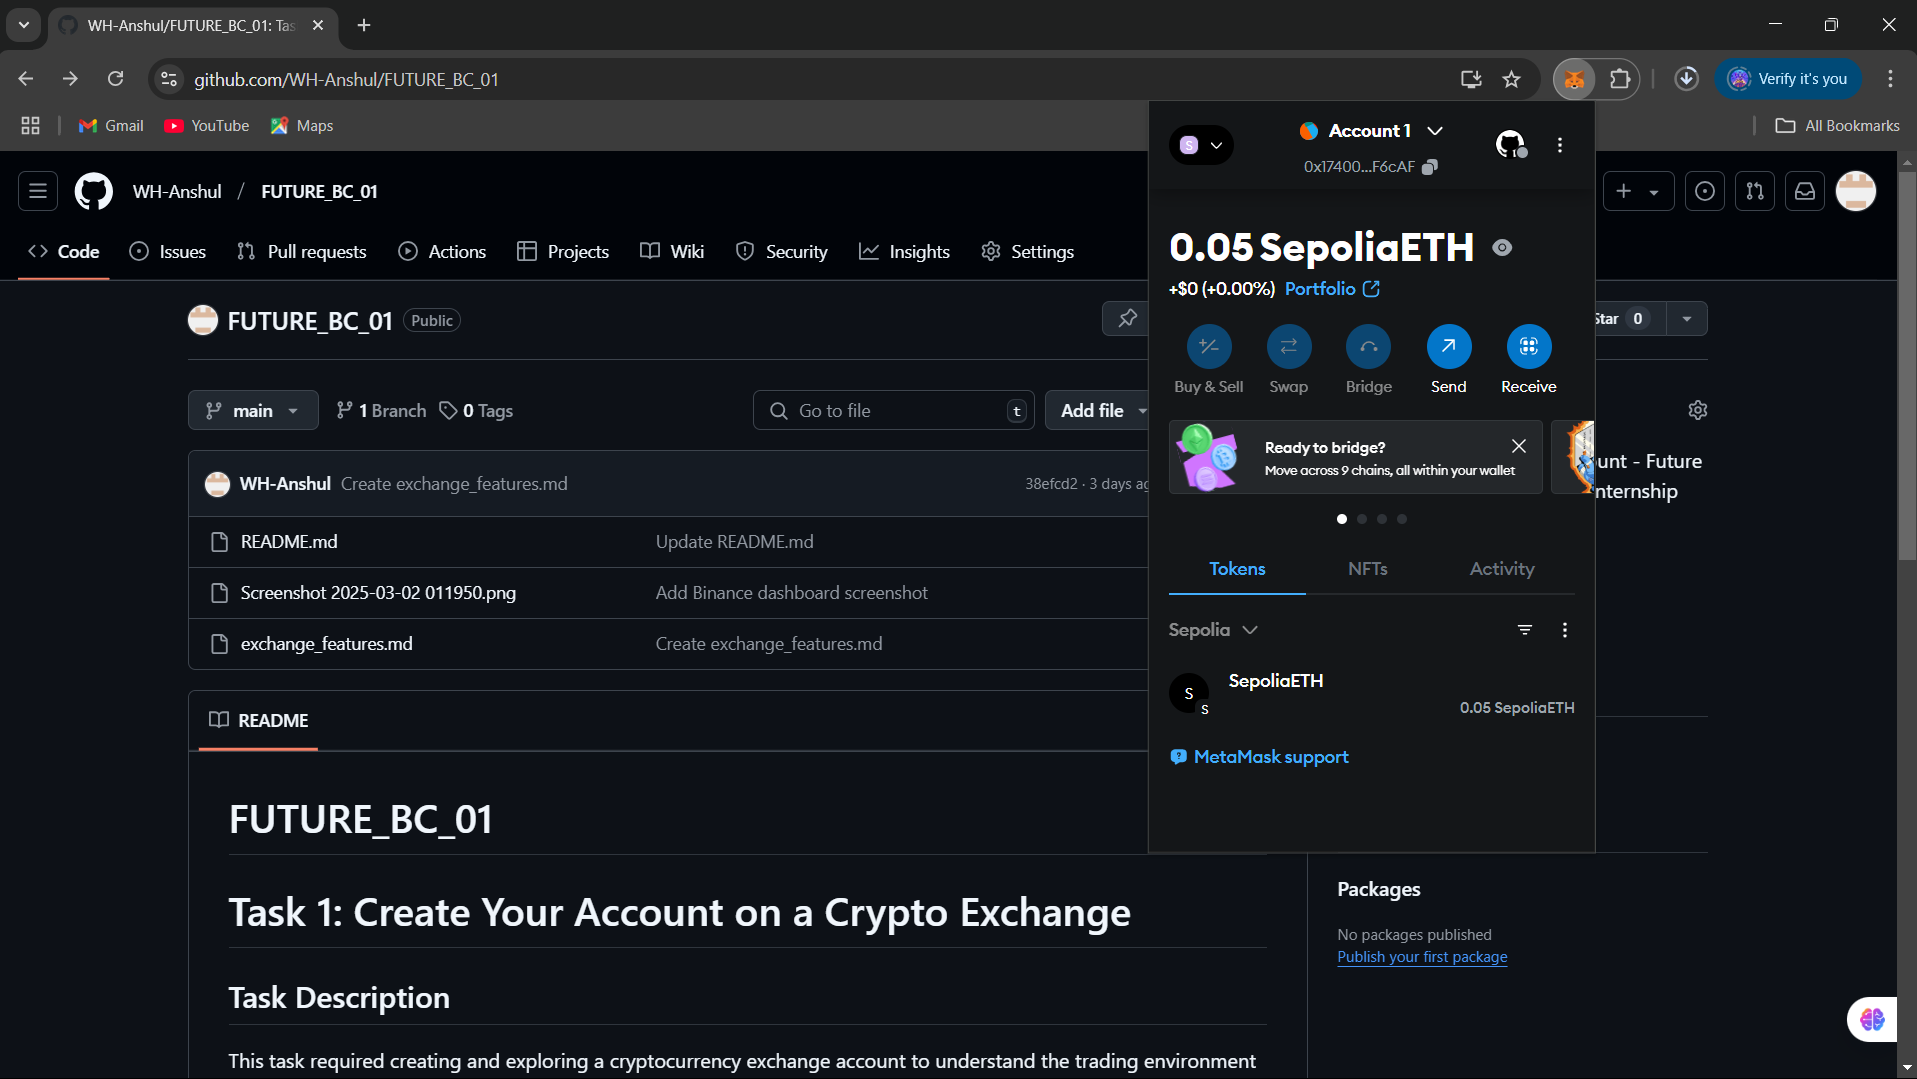 WH-Anshul/FUTURE_BC_01: Tas
github.com/WH-Anshul/FUTURE_BC_01
Verify it's you
Gmail
YouTube
Maps
All Bookmarks
WH-Anshul / FUTURE_BC_01
Code
Issues
Pull requests
Actions
Projects
Wiki
Security
Insights
Settings
FUTURE_BC_01
Public
Star 0
main
1 Branch
0 Tags
Go to file
t
Add file
WH-Anshul Create exchange_features.md
38efcd2 · 3 days ag
README.md
Update README.md
Screenshot 2025-03-02 011950.png
Add Binance dashboard screenshot
exchange_features.md
Create exchange_features.md
README
FUTURE_BC_01
Task 1: Create Your Account on a Crypto Exchange
Task Description
This task required creating and exploring a cryptocurrency exchange account to understand the trading environment
S
Account 1
0x17400...F6cAF
0.05 SepoliaETH
+$0 (+0.00%) Portfolio
Buy & Sell
Swap
Bridge
Send
Receive
Ready to bridge?
Move across 9 chains, all within your wallet
Tokens
NFTs
Activity
Sepolia
S
S
SepoliaETH
0.05 SepoliaETH
MetaMask support
unt - Future
nternship
Packages
No packages published
Publish your first package